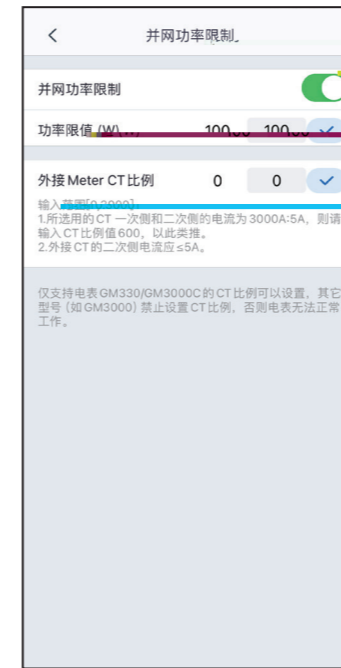 并网功率限制
并网功率限制
功率限值
外接 Meter CT 比例 0 0
输入
1.所选用的 CT 一次侧和二次侧的电流为 3000A:5A，则请
输入 CT 比例值 600，以此类推。
2.外接 CT 的二次侧电流应≤5A。
仅支持电表 GM330/GM3000C 的 CT 比例可以设置，其它
型号 (如 GM3000) 禁止设置 CT 比例，否则电表无法正常
工作。